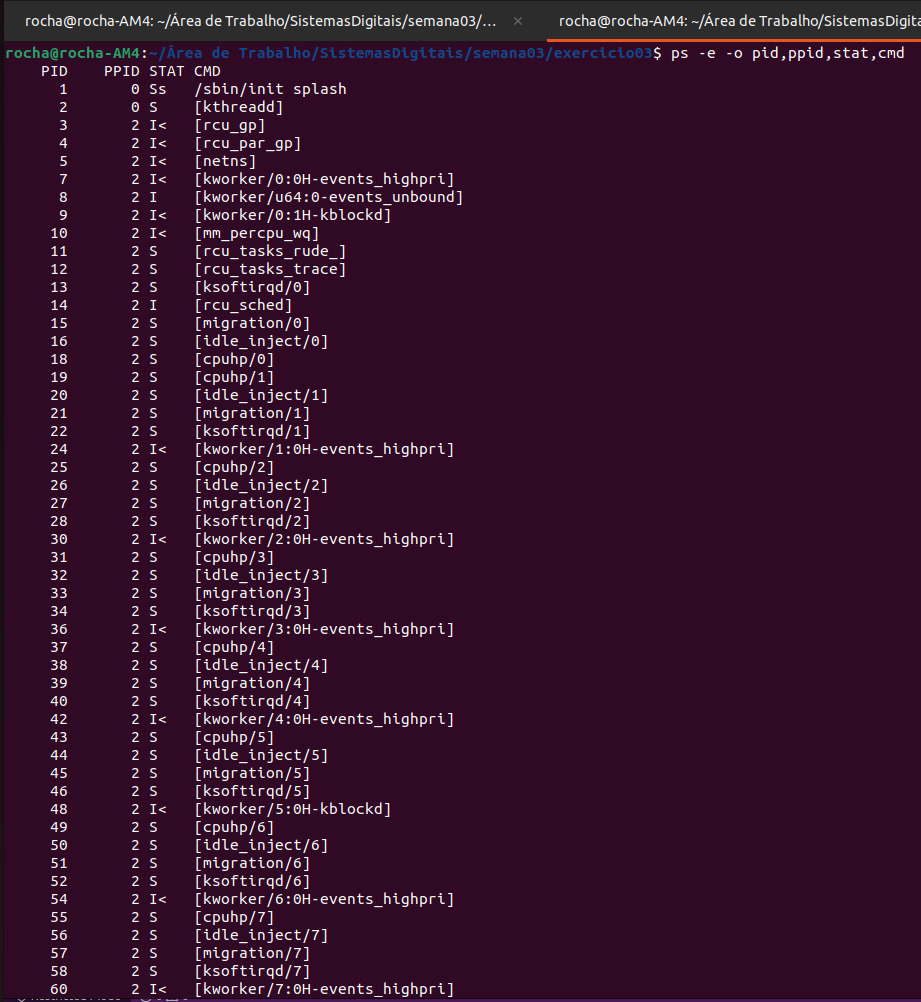 rocha@rocha-AM4: ~/Área de Trabalho/SistemasDigitais/semana03/... × rocha@rocha-AM4: ~/Área de Trabalho/SistemasDigita
rocha@rocha-AM4:~/Área de Trabalho/SistemasDigitais/semana03/exercicio03$ ps -e -o pid,ppid,stat,cmd
PID PPID STAT CMD
1 0 Ss /sbin/init splash
2 0 S [kthreadd]
3 2 I< [rcu_gp]
4 2 I< [rcu_par_gp]
5 2 I< [netns]
7 2 I< [kworker/0:0H-events_highpri]
8 2 I [kworker/u64:0-events_unbound]
9 2 I< [kworker/0:1H-kblockd]
10 2 I< [mm_percpu_wq]
11 2 S [rcu_tasks_rude_]
12 2 S [rcu_tasks_trace]
13 2 S [ksoftirqd/0]
14 2 I [rcu_sched]
15 2 S [migration/0]
16 2 S [idle_inject/0]
18 2 S [cpuhp/0]
19 2 S [cpuhp/1]
20 2 S [idle_inject/1]
21 2 S [migration/1]
22 2 S [ksoftirqd/1]
24 2 I< [kworker/1:0H-events_highpri]
25 2 S [cpuhp/2]
26 2 S [idle_inject/2]
27 2 S [migration/2]
28 2 S [ksoftirqd/2]
30 2 I< [kworker/2:0H-events_highpri]
31 2 S [cpuhp/3]
32 2 S [idle_inject/3]
33 2 S [migration/3]
34 2 S [ksoftirqd/3]
36 2 I< [kworker/3:0H-events_highpri]
37 2 S [cpuhp/4]
38 2 S [idle_inject/4]
39 2 S [migration/4]
40 2 S [ksoftirqd/4]
42 2 I< [kworker/4:0H-events_highpri]
43 2 S [cpuhp/5]
44 2 S [idle_inject/5]
45 2 S [migration/5]
46 2 S [ksoftirqd/5]
48 2 I< [kworker/5:0H-kblockd]
49 2 S [cpuhp/6]
50 2 S [idle_inject/6]
51 2 S [migration/6]
52 2 S [ksoftirqd/6]
54 2 I< [kworker/6:0H-events_highpri]
55 2 S [cpuhp/7]
56 2 S [idle_inject/7]
57 2 S [migration/7]
58 2 S [ksoftirqd/7]
60 2 I< [kworker/7:0H-events_highpri]